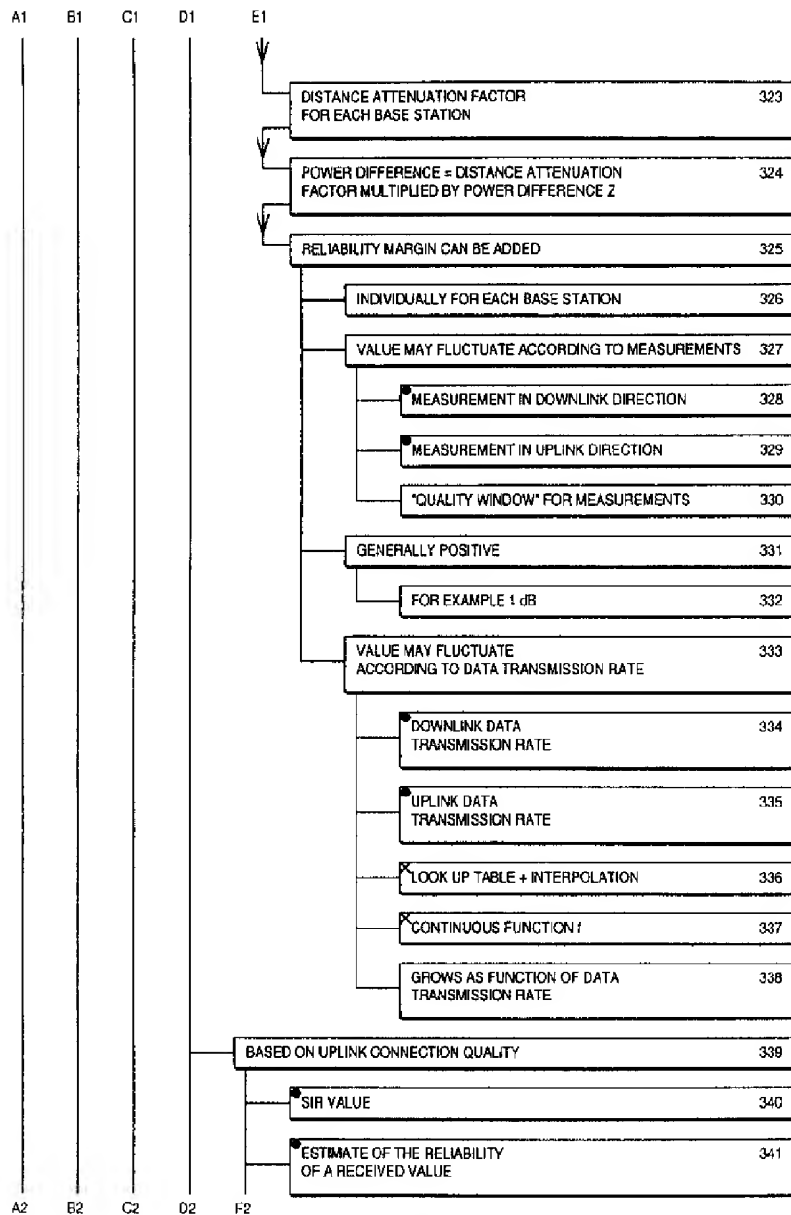 A1 B1 C1 D1 E1
DISTANCE ATTENUATION FACTOR 323
FOR EACH BASE STATION
POWER DIFFERENCE = DISTANCE ATTENUATION 324
FACTOR MULTIPLIED BY POWER DIFFERENCE Z
RELIABILITY MARGIN CAN BE ADDED 325
INDIVIDUALLY FOR EACH BASE STATION 326
VALUE MAY FLUCTUATE ACCORDING TO MEASUREMENTS 327
MEASUREMENT IN DOWNLINK DIRECTION 328
MEASUREMENT IN UPLINK DIRECTION 329
"QUALITY WINDOW" FOR MEASUREMENTS 330
GENERALLY POSITIVE 331
FOR EXAMPLE 1 dB 332
VALUE MAY FLUCTUATE 333
ACCORDING TO DATA TRANSMISSION RATE
DOWNLINK DATA 334
TRANSMISSION RATE
UPLINK DATA 335
TRANSMISSION RATE
LOOK UP TABLE + INTERPOLATION 336
CONTINUOUS FUNCTION f 337
GROWS AS FUNCTION OF DATA 338
TRANSMISSION RATE
BASED ON UPLINK CONNECTION QUALITY 339
SIR VALUE 340
ESTIMATE OF THE RELIABILITY 341
OF A RECEIVED VALUE
A2 B2 C2 D2 F2